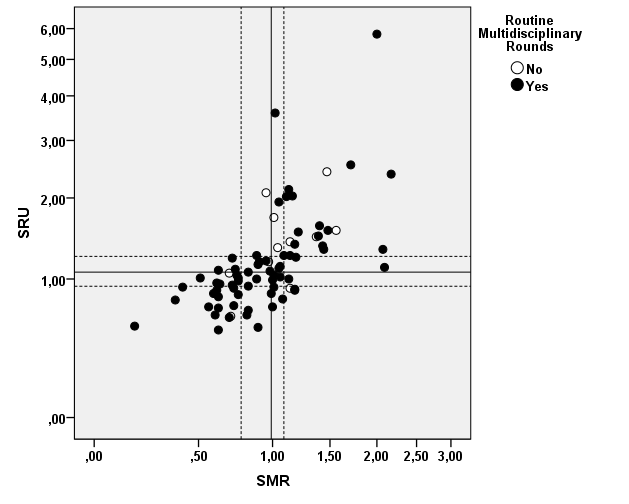 Routine
Multidisciplinary
Rounds
No
Yes
6,00
5,00
4,00
3,00
2,00
1,00
,00
SRU
,00 ,50 1,00 1,50 2,00 2,50 3,00
SMR